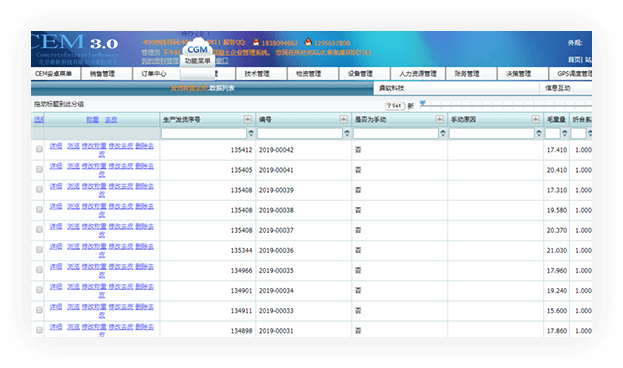 CEM 3.0
ConcreteEnterpriseManager
CGM
功能菜单
外观:
首页| 站
CEM安卓菜单 销售管理 订单中心 管理 技术管理 物资管理 设备管理 人力资源管理 财务管理 决策管理 GPS调度管理
数据列表 鼎软科技 信息互动
拖动标题到此分组
?Set 新
选择 称重 去皮 生产发货序号 编号 是否为手动 手动原因 毛重量 折合系
详细 浏览 修改称重 修改去皮 删除去皮 135412 2019-00042 否 17.410 1.000
详细 浏览 修改称重 修改去皮 删除去皮 135405 2019-00041 否 20.410 1.000
详细 浏览 修改称重 修改去皮 删除去皮 135408 2019-00039 否 17.310 1.000
详细 浏览 修改称重 修改去皮 删除去皮 135408 2019-00038 否 19.580 1.000
详细 浏览 修改称重 修改去皮 删除去皮 135408 2019-00037 否 20.370 1.000
详细 浏览 修改称重 修改去皮 删除去皮 135344 2019-00036 否 21.030 1.000
详细 浏览 修改称重 修改去皮 删除去皮 134966 2019-00035 否 17.960 1.000
详细 浏览 修改称重 修改去皮 删除去皮 134901 2019-00034 否 19.240 1.000
详细 浏览 修改称重 修改去皮 删除去皮 134911 2019-00033 否 15.600 1.000
详细 浏览 修改称重 修改去皮 删除去皮 134898 2019-00031 否 17.860 1.000